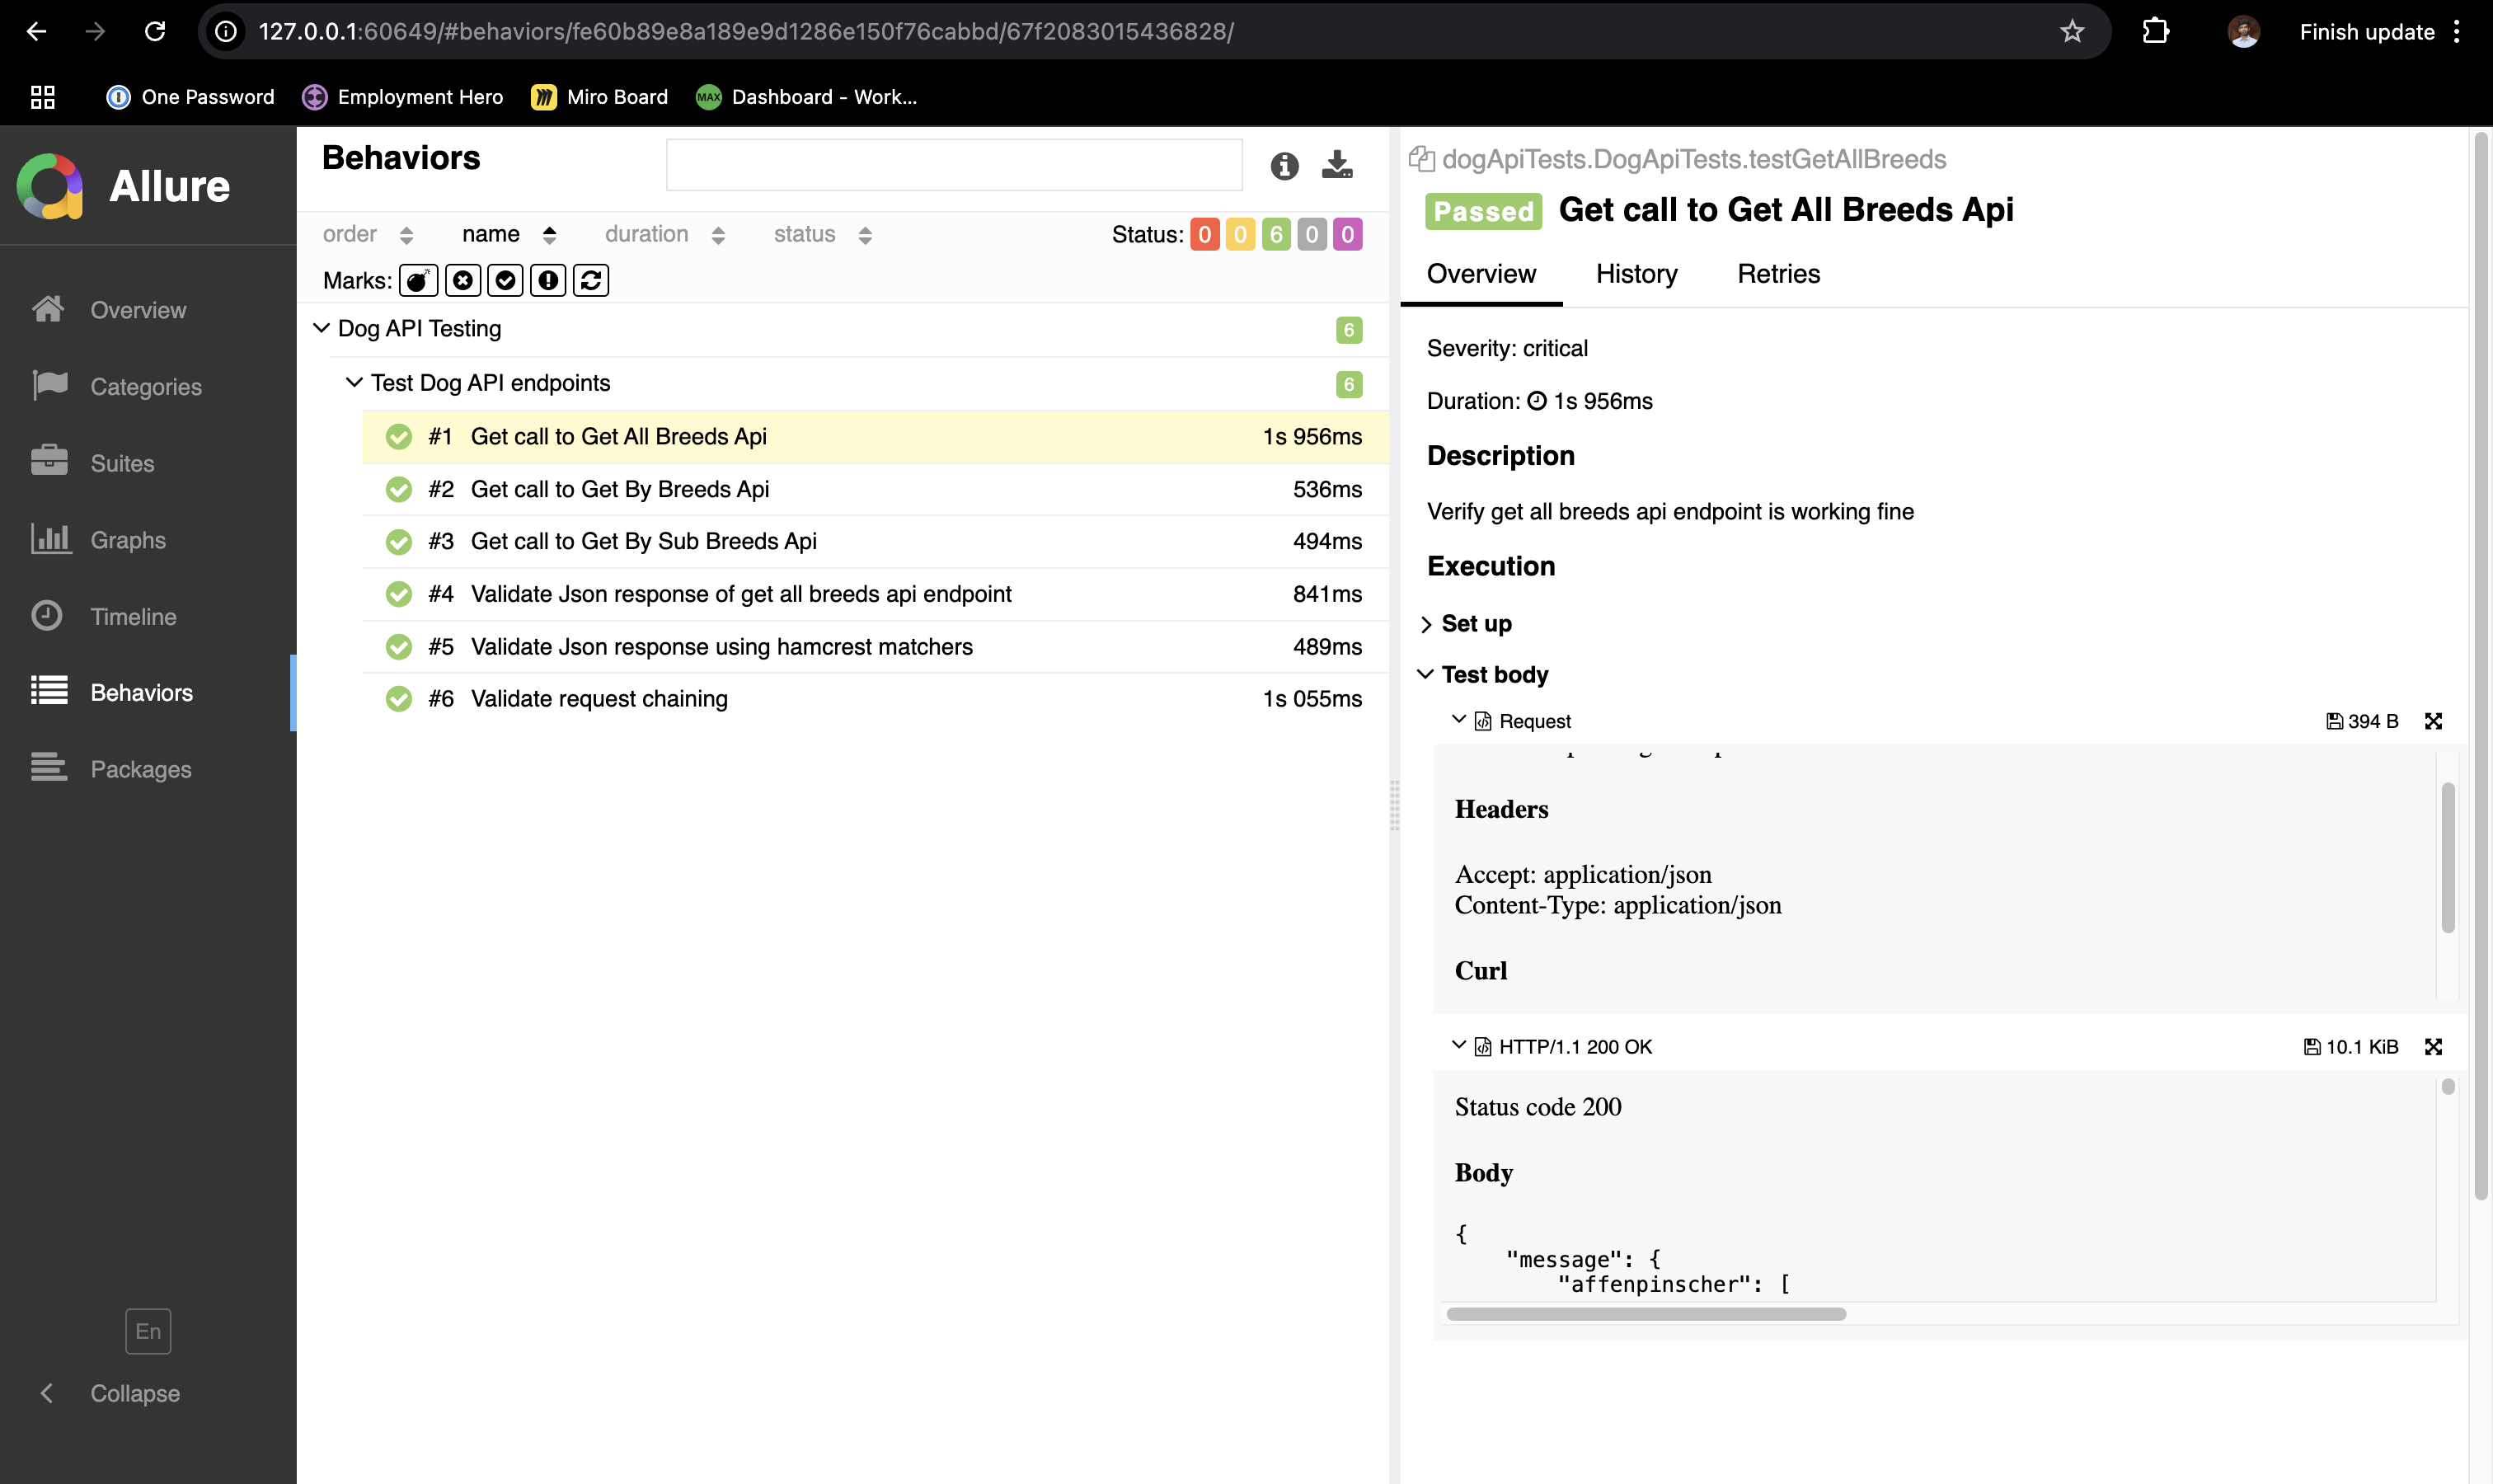 127.0.0.1:60649/#behaviors/fe60b89e8a189e9d1286e150f76cabbd/67f2083015436828/
Finish update
One Password
Employment Hero
Miro Board
MAX
Dashboard - Work...
Allure
Overview
Categories
Suites
Graphs
Timeline
Behaviors
Packages
En
Collapse
Behaviors
order name duration status
Status: 0 0 6 0 0
Marks:
Dog API Testing 6
Test Dog API endpoints 6
#1 Get call to Get All Breeds Api 1s 956ms
#2 Get call to Get By Breeds Api 536ms
#3 Get call to Get By Sub Breeds Api 494ms
#4 Validate Json response of get all breeds api endpoint 841ms
#5 Validate Json response using hamcrest matchers 489ms
#6 Validate request chaining 1s 055ms
dogApiTests.DogApiTests.testGetAllBreeds
Passed Get call to Get All Breeds Api
Overview History Retries
Severity: critical
Duration: 1s 956ms
Description
Verify get all breeds api endpoint is working fine
Execution
Set up
Test body
Request 394 B
Headers
Accept: application/json
Content-Type: application/json
Curl
HTTP/1.1 200 OK 10.1 KiB
Status code 200
Body
{
"message": {
"affenpinscher": [